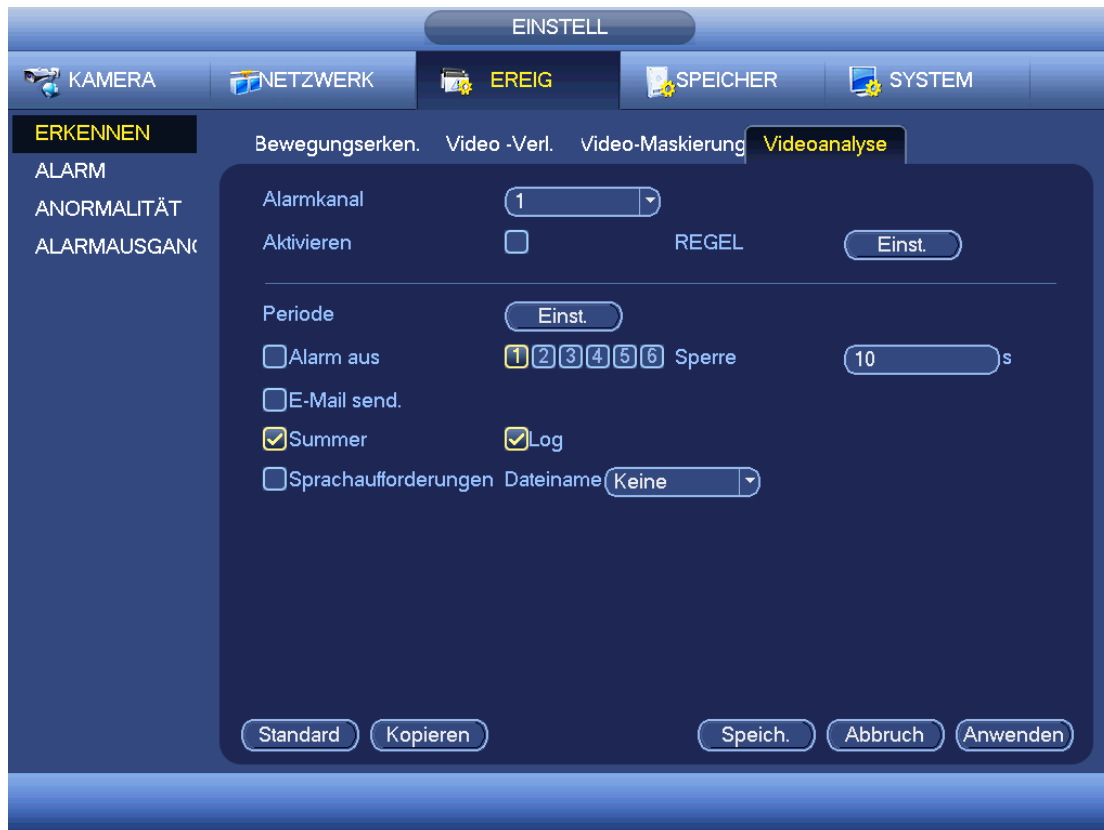 EINSTELL
KAMERA NETZWERK EREIG SPEICHER SYSTEM
ERKENNEN
ALARM
ANORMALITÄT
ALARMAUSGANG
Bewegungserken. Video -Verl. Video-Maskierung Videoanalyse
Alarmkanal 1
Aktivieren REGEL Einst.
Periode Einst.
Alarm aus 1 2 3 4 5 6 Sperre 10 s
E-Mail send.
Summer Log
Sprachaufforderungen Dateiname Keine
Standard Kopieren Speich. Abbruch Anwenden